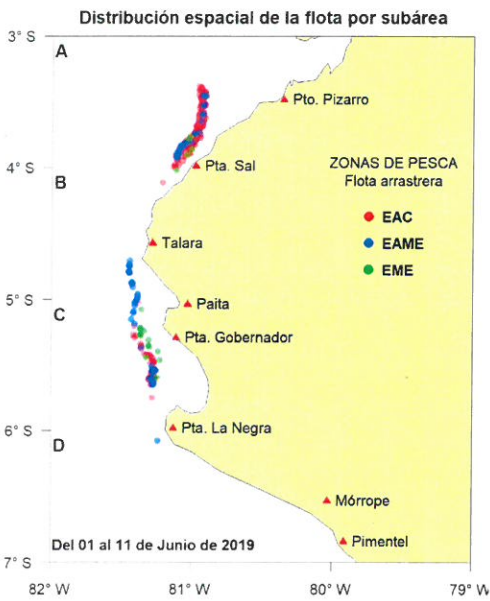 Distribución espacial de la flota por subárea
3° S
A
Pto. Pizarro
4° S
Pta. Sal
ZONAS DE PESCA
B
Flota arrastrera
EAC
Talara
EAME
EME
5° S
Paita
C
Pta. Gobernador
6° S
Pta. La Negra
D
Mórrope
Pimentel
Del 01 al 11 de Junio de 2019
7° S
82° W
81° W
80° W
79° W